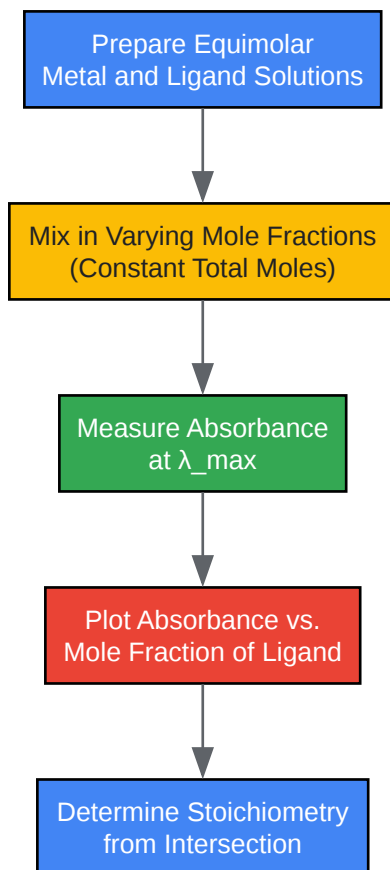 Prepare Equimolar
Metal and Ligand Solutions
Mix in Varying Mole Fractions
(Constant Total Moles)
Measure Absorbance
at λ_max
Plot Absorbance vs.
Mole Fraction of Ligand
Determine Stoichiometry
from Intersection